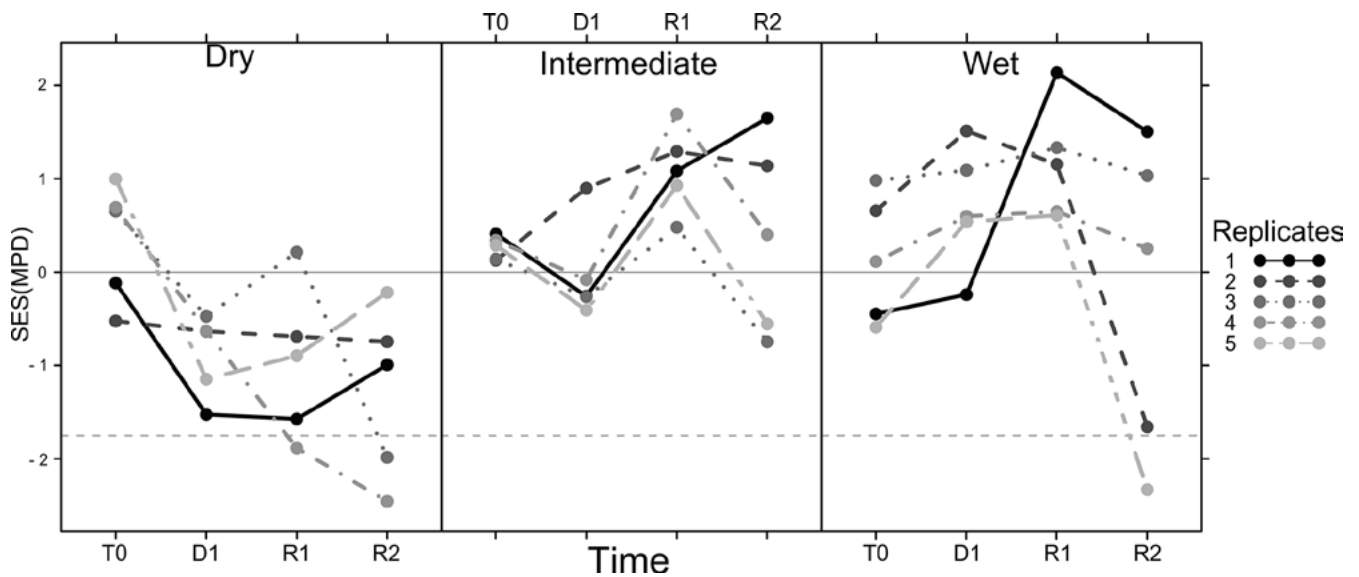 T0 D1 R1 R2
Dry Intermediate Wet
2
1
0
- 1
- 2
SES(MPD)
Replicates
1
2
3
4
5
T0 D1 R1 R2 T0 D1 R1 R2
Time